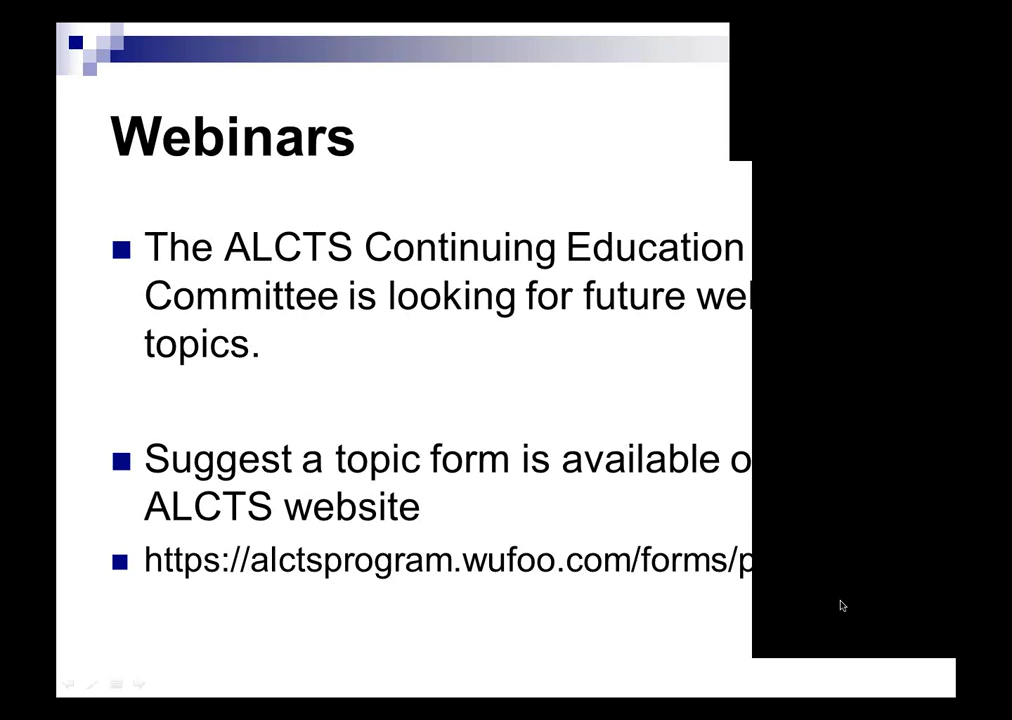 Webinars
The ALCTS Continuing Education
Committee is looking for future
topics.
Suggest a topic form is available
ALCTS website
https://alctsprogram.wufoo.com/forms/p